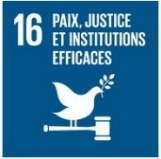 16 PAIX, JUSTICE
ET INSTITUTIONS
EFFICACES